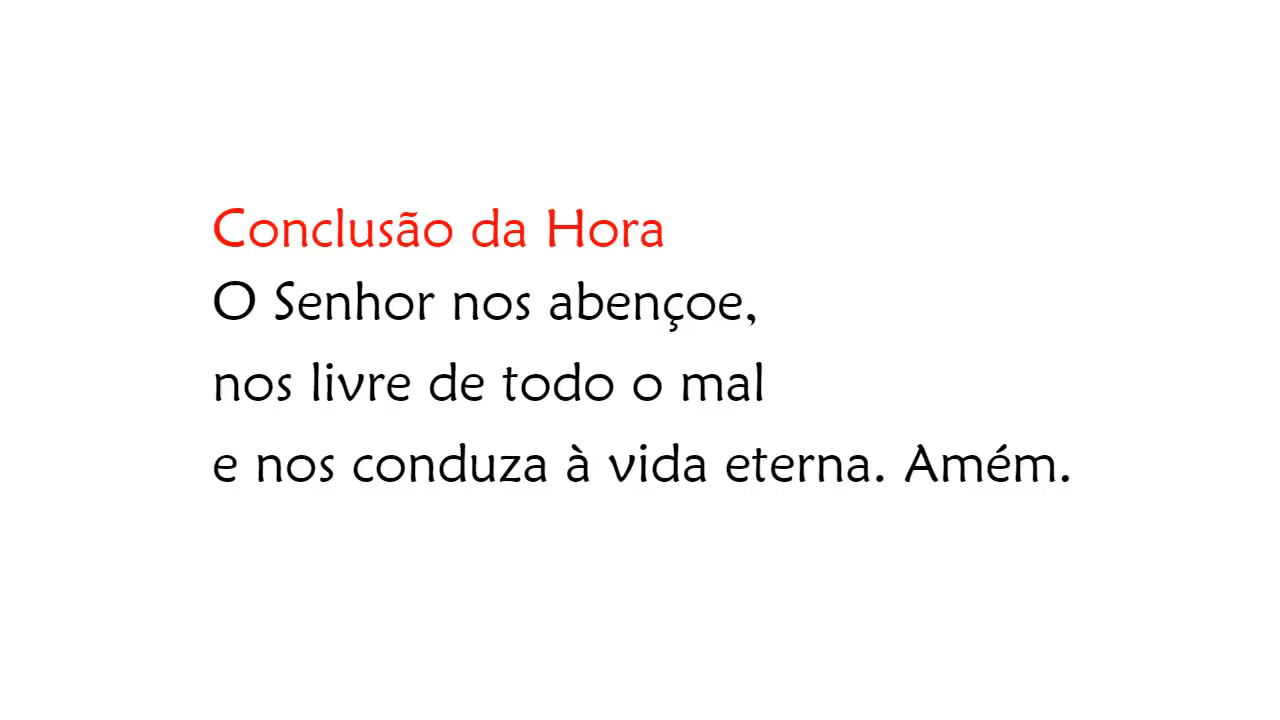 Conclusão da Hora
O Senhor nos abençoe,
nos livre de todo o mal
e nos conduza à vida eterna. Amém.